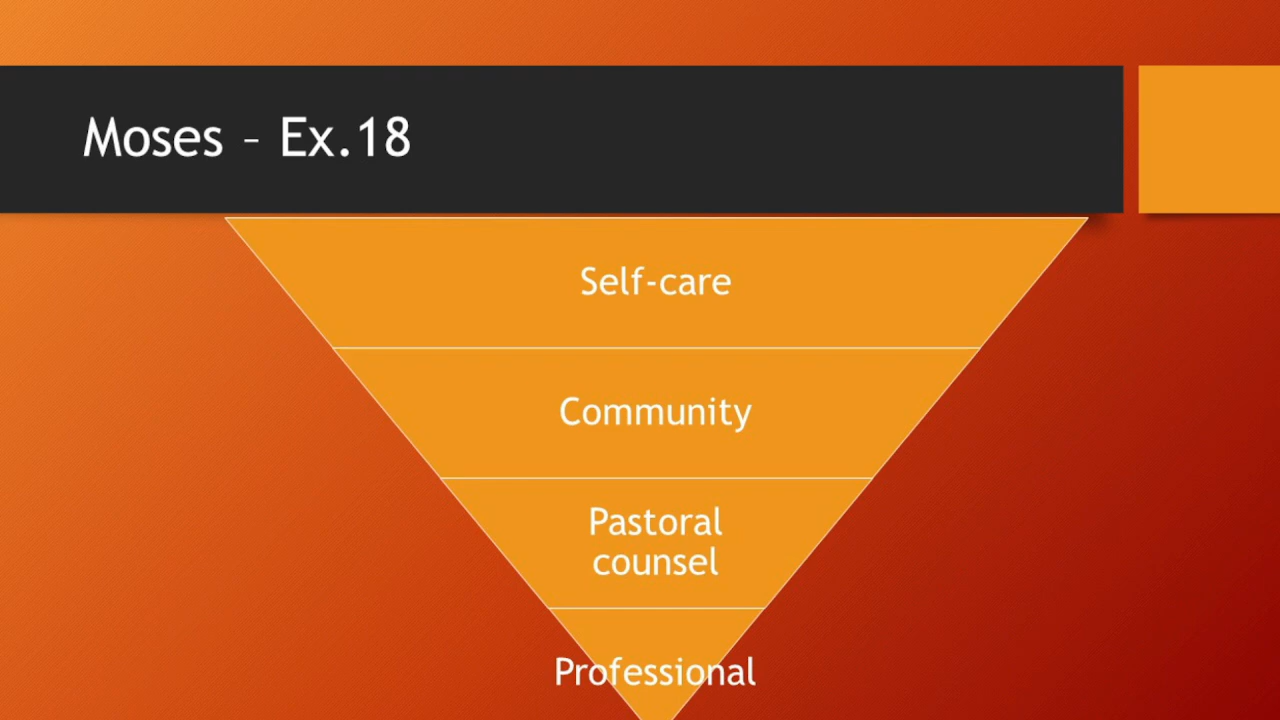 Moses – Ex.18
Self-care
Community
Pastoral
counsel
Professional